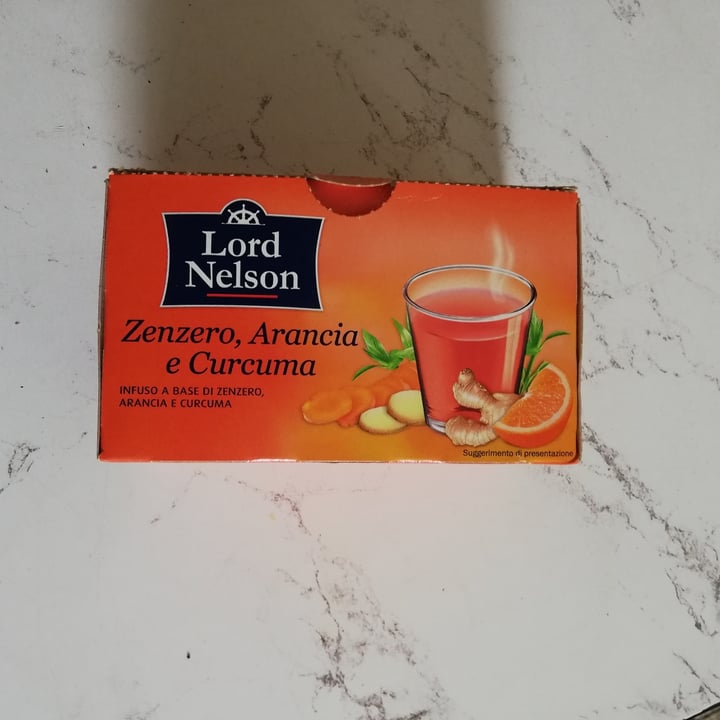 Lord
Nelson
Zenzero, Arancia
e Curcuma
INFUSO A BASE DI ZENZERO,
ARANCIA E CURCUMA
Suggerimento di presentazione